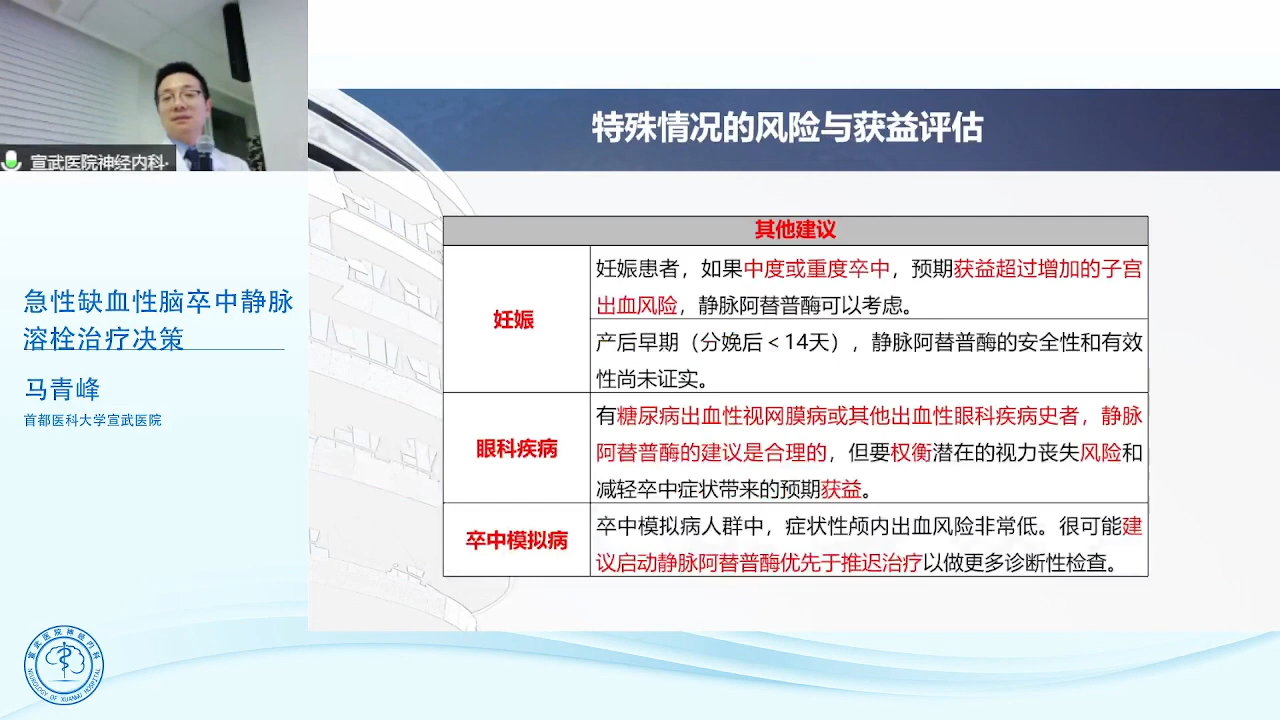 宣武医院神经内科·
特殊情况的风险与获益评估
急性缺血性脑卒中静脉
溶栓治疗决策
马青峰
首都医科大学宣武医院
其他建议
妊娠
妊娠患者，如果中度或重度卒中，预期获益超过增加的子宫
出血风险，静脉阿替普酶可以考虑。
产后早期（分娩后＜14天），静脉阿替普酶的安全性和有效
性尚未证实。
眼科疾病
有糖尿病出血性视网膜病或其他出血性眼科疾病史者，静脉
阿替普酶的建议是合理的，但要权衡潜在的视力丧失风险和
减轻卒中症状带来的预期获益。
卒中模拟病
卒中模拟病人群中，症状性颅内出血风险非常低。很可能建
议启动静脉阿替普酶优先于推迟治疗以做更多诊断性检查。
宣武医院神经内科
NEUROLOGY OF XUANWU HOSPITAL